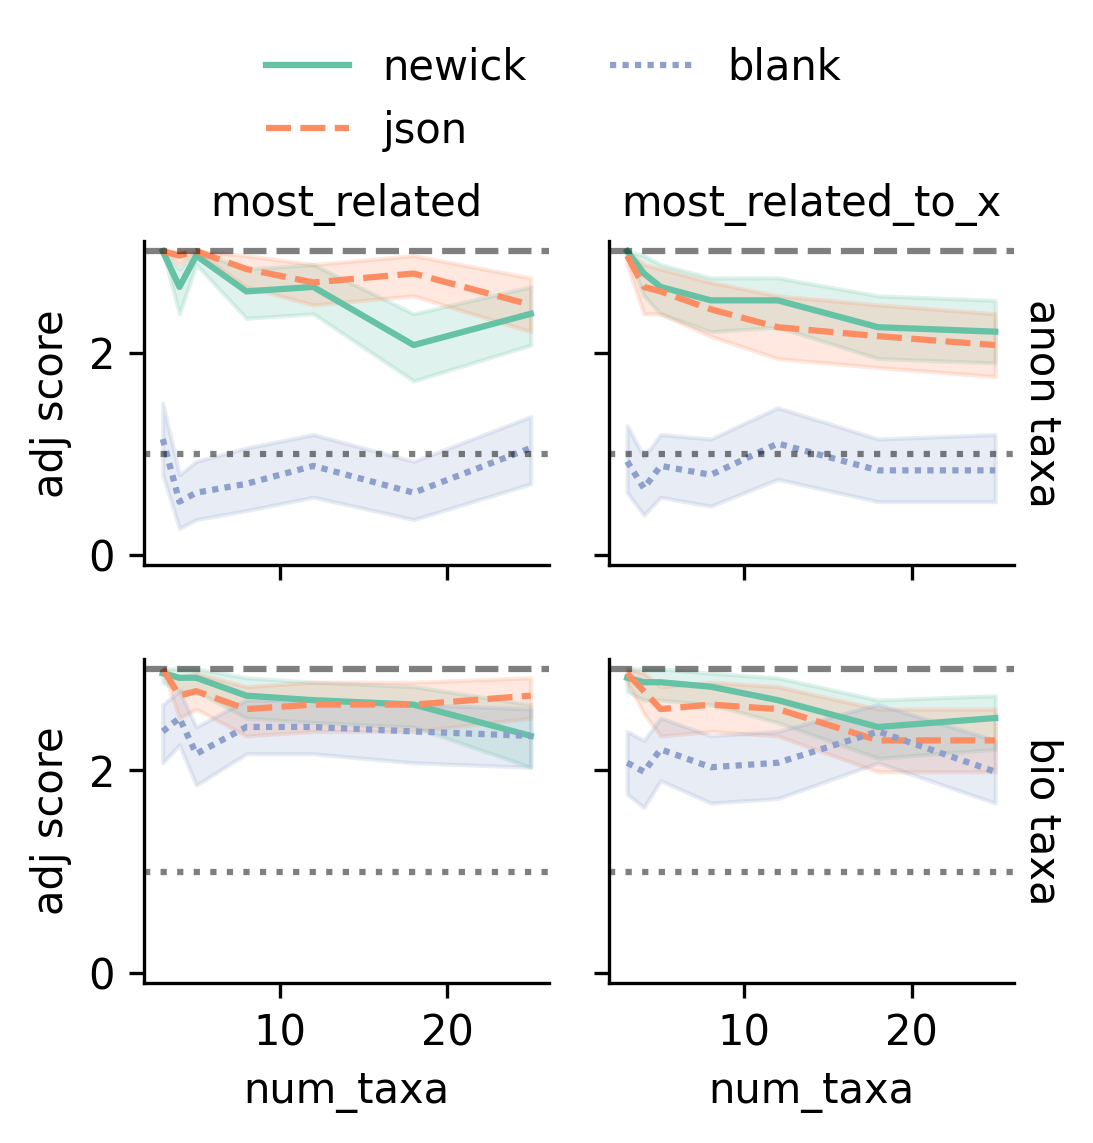 newick
blank
json
most_related
most_related_to_x
adj score
2
0
anon taxa
adj score
2
0
bio taxa
10
20
10
20
num_taxa
num_taxa